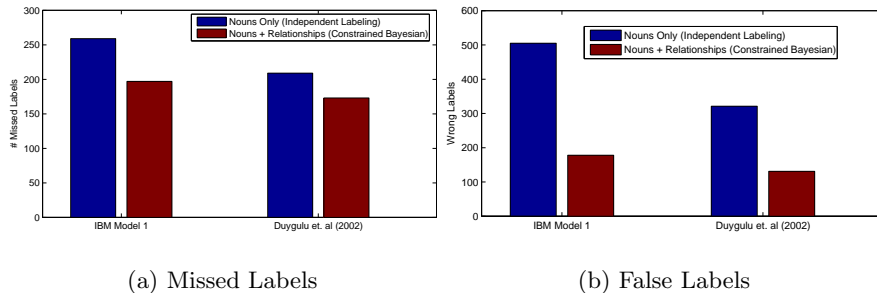 300
250
200
150
100
50
0
# Missed Labels
Nouns Only (Independent Labeling)
Nouns + Relationships (Constrained Bayesian)
IBM Model 1
Duygulu et. al (2002)
(a) Missed Labels
600
500
400
300
200
100
0
Wrong Labels
Nouns Only (Independent Labeling)
Nouns + Relationships (Constrained Bayesian)
IBM Model 1
Duygulu et. al (2002)
(b) False Labels